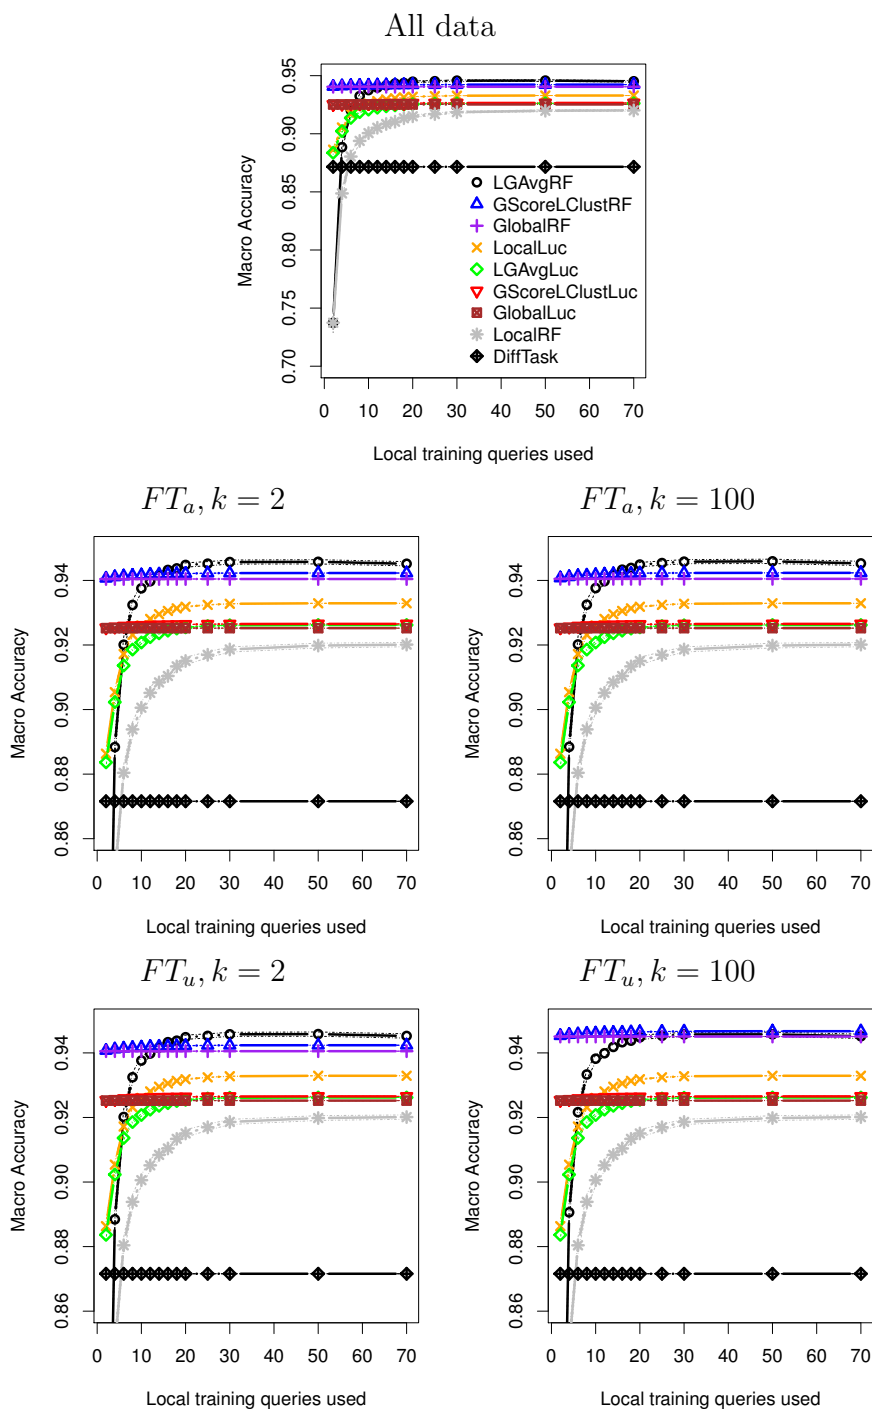 All data
Macro Accuracy
0.95
0.90
0.85
0.80
0.75
0.70
LGAvgRF
GScoreLClustRF
GlobalRF
LocalLuc
LGAvgLuc
GScoreLClustLuc
GlobalLuc
LocalRF
DiffTask
0 10 20 30 40 50 60 70
Local training queries used
FT_a, k = 2
Macro Accuracy
0.94
0.92
0.90
0.88
0.86
0 10 20 30 40 50 60 70
Local training queries used
FT_a, k = 100
Macro Accuracy
0.94
0.92
0.90
0.88
0.86
0 10 20 30 40 50 60 70
Local training queries used
FT_u, k = 2
Macro Accuracy
0.94
0.92
0.90
0.88
0.86
0 10 20 30 40 50 60 70
Local training queries used
FT_u, k = 100
Macro Accuracy
0.94
0.92
0.90
0.88
0.86
0 10 20 30 40 50 60 70
Local training queries used